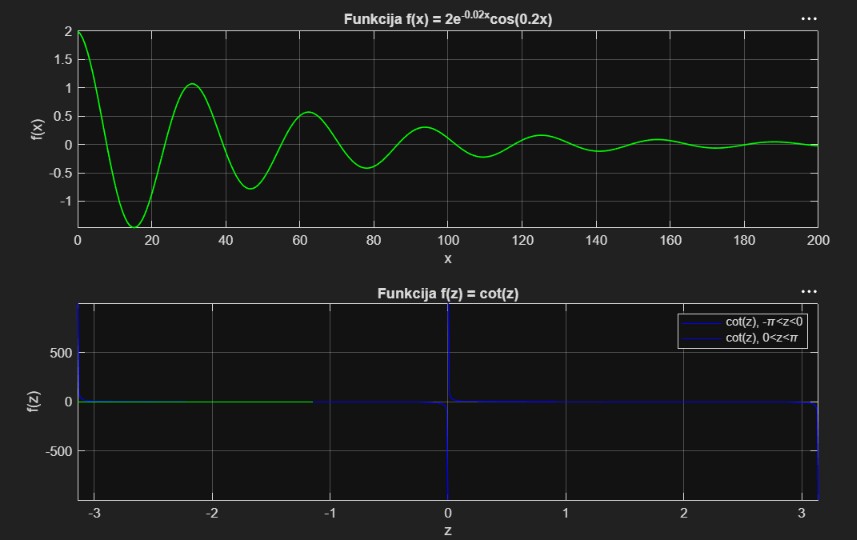 Funkcija f(x) = 2e^-0.02x cos(0.2x)
...
2
1.5
1
0.5
0
-0.5
-1
f(x)
0 20 40 60 80 100 120 140 160 180 200
x
Funkcija f(z) = cot(z)
...
cot(z), -π<z<0
cot(z), 0<z<π
500
0
-500
f(z)
-3 -2 -1 0 1 2 3
z